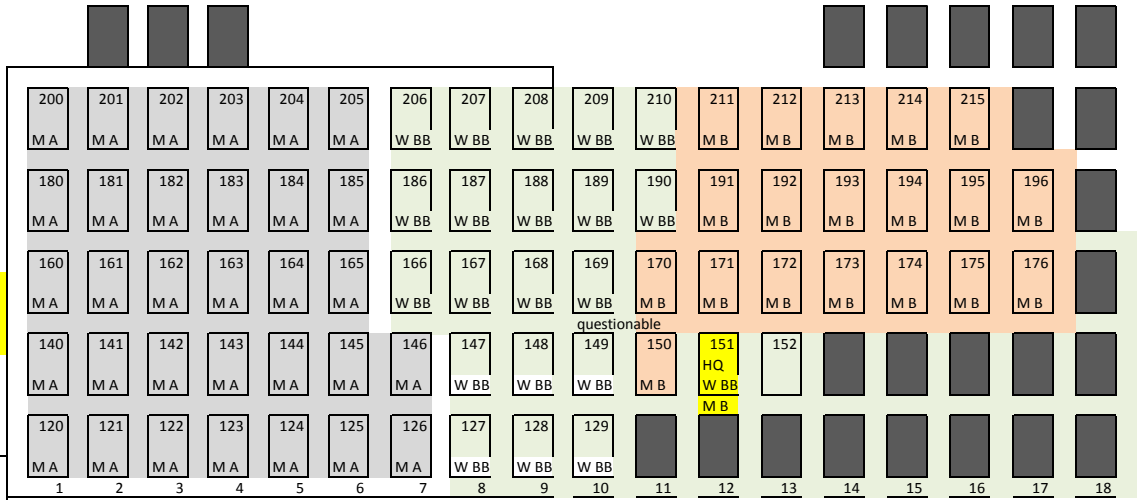 200 201 202 203 204 205 206 207 208 209 210 211 212 213 214 215
M A M A M A M A M A M A W BB W BB W BB W BB W BB M B M B M B M B M B
180 181 182 183 184 185 186 187 188 189 190 191 192 193 194 195 196
M A M A M A M A M A M A W BB W BB W BB W BB W BB M B M B M B M B M B M B
160 161 162 163 164 165 166 167 168 169 170 171 172 173 174 175 176
M A M A M A M A M A M A W BB W BB W BB W BB M B M B M B M B M B M B M B
questionable
140 141 142 143 144 145 146 147 148 149 150 151 152
HQ
M A M A M A M A M A M A M A W BB W BB W BB M B W BB
M B
120 121 122 123 124 125 126 127 128 129
M A M A M A M A M A M A M A W BB W BB W BB
1 2 3 4 5 6 7 8 9 10 11 12 13 14 15 16 17 18